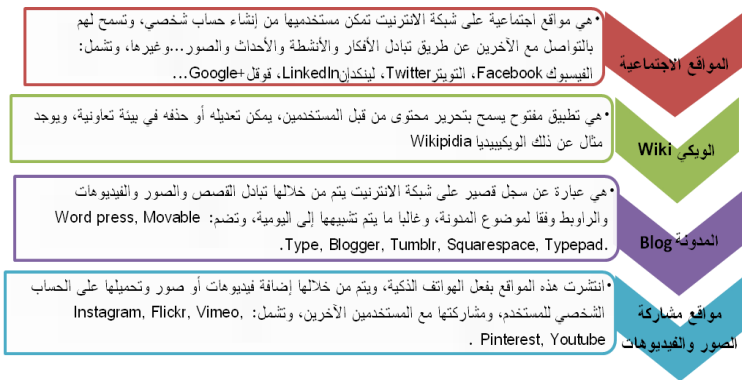 المواقع الاجتماعية
•هي مواقع اجتماعية على شبكة الانترنيت تمكن مستخدميها من إنشاء حساب شخصي، وتسمح لهم
بالتواصل مع الآخرين عن طريق تبادل الأفكار والأنشطة والأحداث والصور...وغيرها، وتشمل:
الفيسبوك Facebook، التويترTwitter، لينكدإنLinkedIn، قوقل+Google...
الويكي Wiki
•هي تطبيق مفتوح يسمح بتحرير محتوى من قبل المستخدمين، يمكن تعديله أو حذفه في بيئة تعاونية، ويوجد
مثال عن ذلك الويكيبيديا Wikipidia
المدونة Blog
•هي عبارة عن سجل قصير على شبكة الانترنيت يتم من خلالها تبادل القصص والصور والفيديوهات
والراوبط وفقا لموضوع المدونة، وغالبا ما يتم تشبيهها إلى اليومية، وتضم: Word press, Movable
Type, Blogger, Tumblr, Squarespace, Typepad. .
مواقع مشاركة
الصور والفيديوهات
•انتشرت هذه المواقع بفعل الهواتف الذكية، ويتم من خلالها إضافة فيديوهات أو صور وتحميلها على الحساب
الشخصي للمستخدم، ومشاركتها مع المستخدمين الآخرين، وتشمل: Instagram, Flickr, Vimeo,
Pinterest, Youtube .